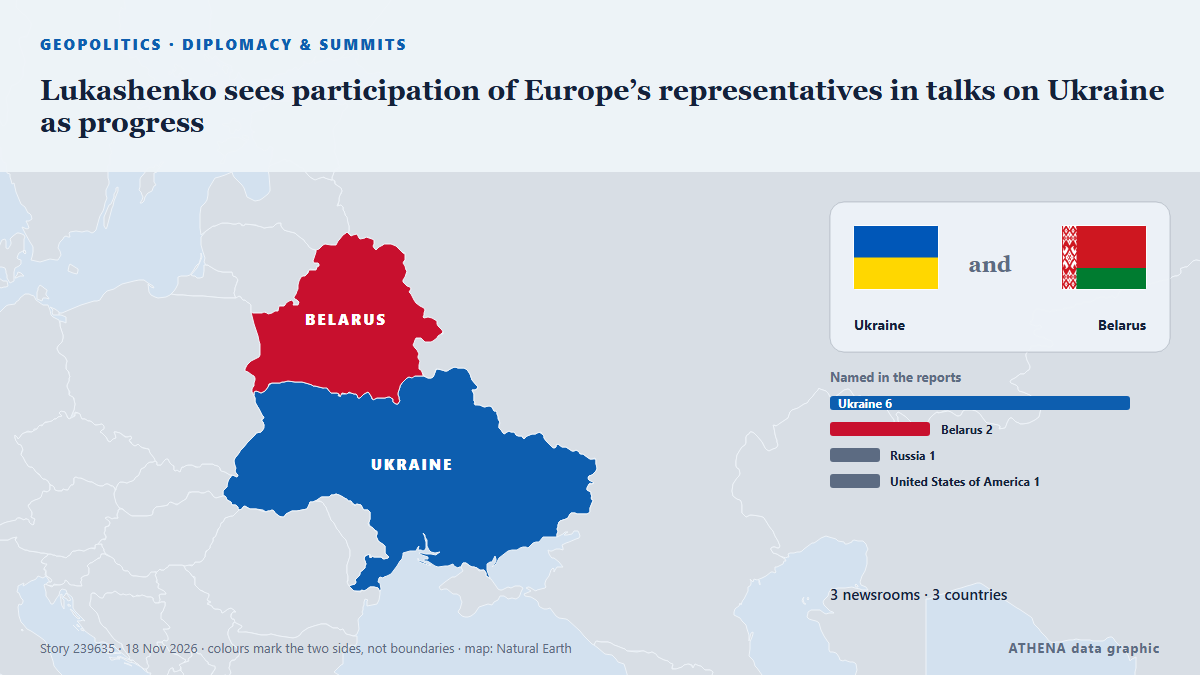 GEOPOLITICS · DIPLOMACY & SUMMITS
Lukashenko sees participation of Europe’s representatives in talks on Ukraine
as progress
BELARUS
UKRAINE
and
Ukraine
Belarus
Named in the reports
Ukraine 6
Belarus 2
Russia 1
United States of America 1
3 newsrooms · 3 countries
Story 239635 · 18 Nov 2026 · colours mark the two sides, not boundaries · map: Natural Earth
ATHENA data graphic